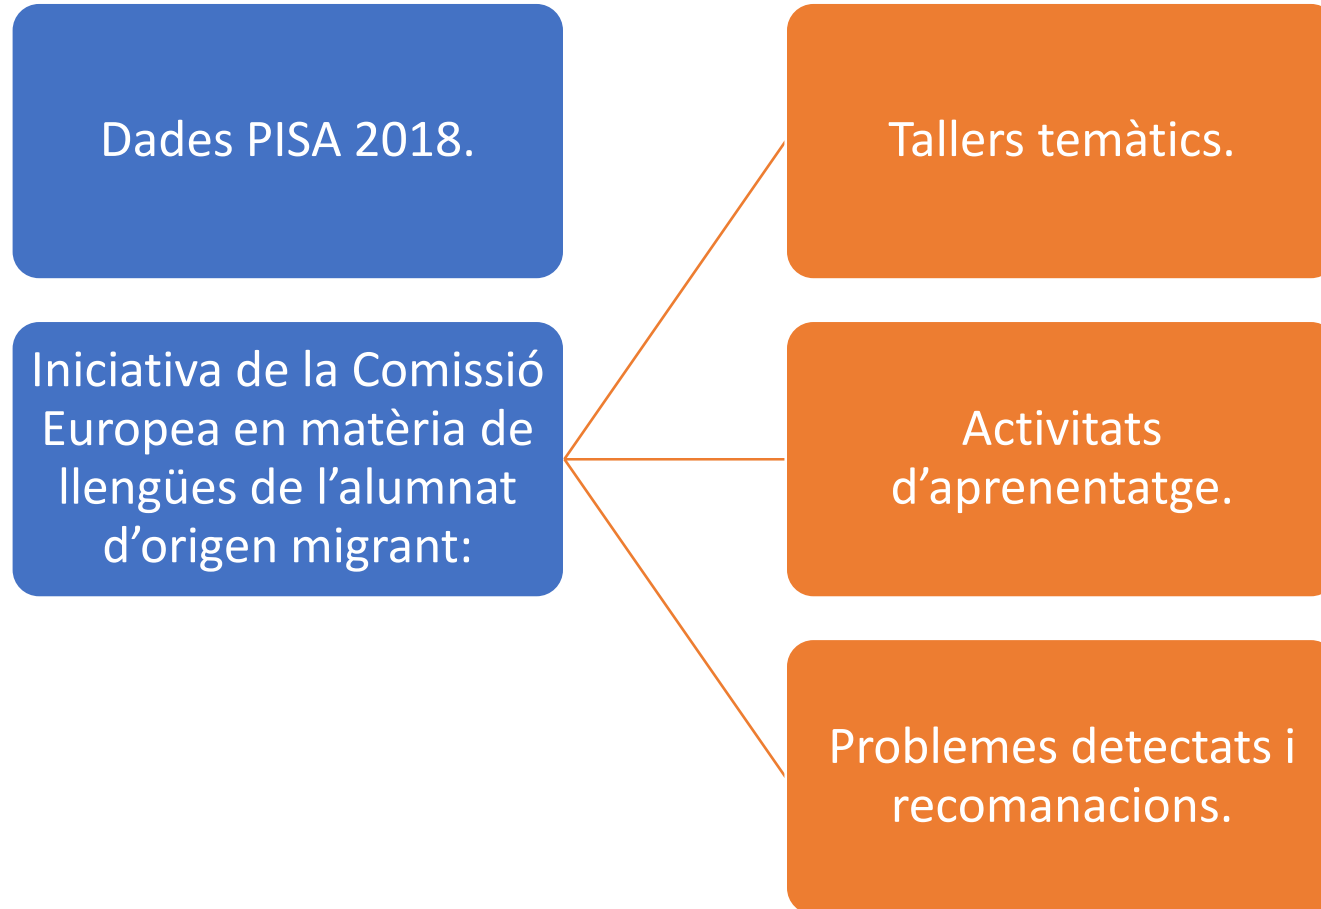 Dades PISA 2018.
Iniciativa de la Comissió
Europea en matèria de
llengües de l’alumnat
d’origen migrant:
Tallers temàtics.
Activitats
d’aprenentatge.
Problemes detectats i
recomanacions.